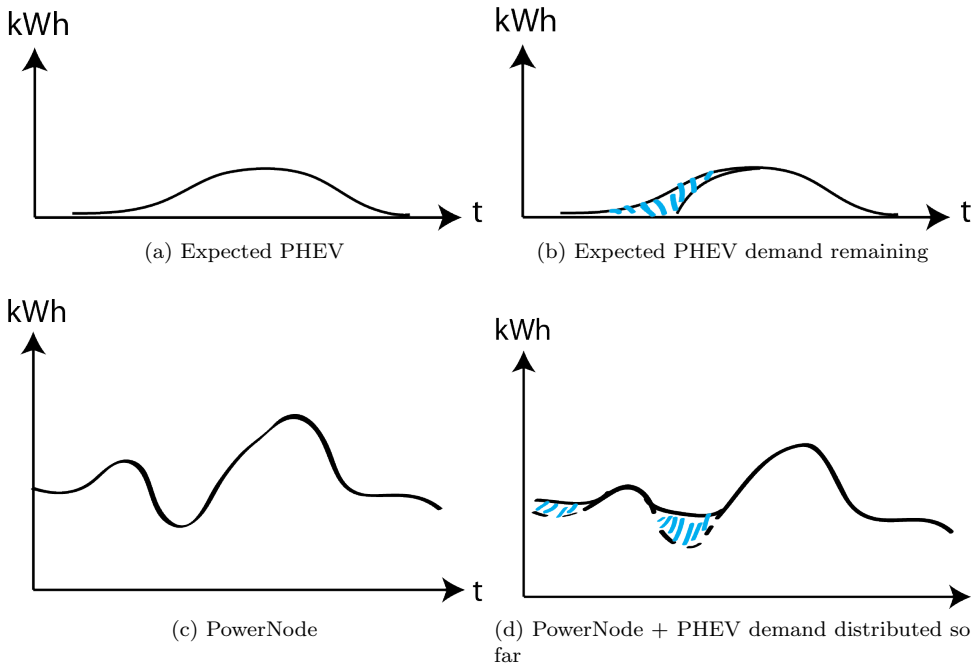 kWh
t
(a) Expected PHEV
kWh
t
(b) Expected PHEV demand remaining
kWh
t
(c) PowerNode
kWh
(d) PowerNode + PHEV demand distributed so
far